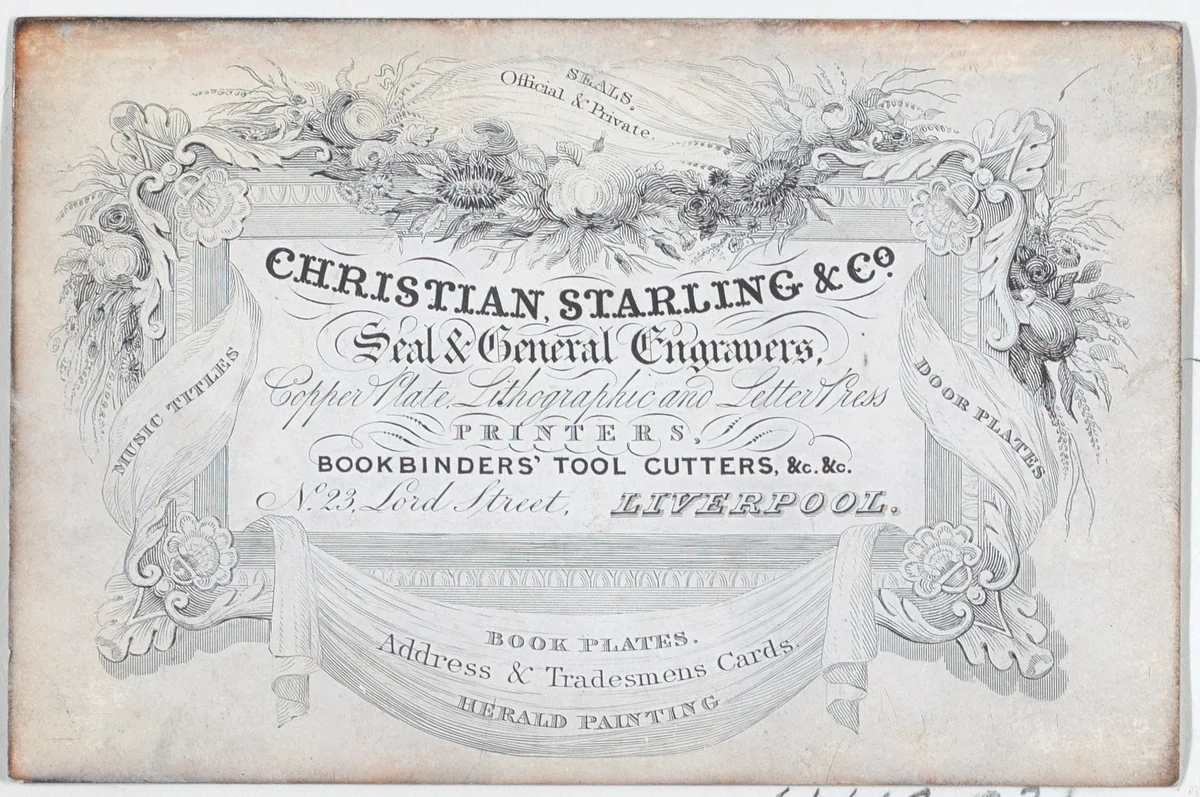 SEALS,
Official & Private.
CHRISTIAN, STARLING & Co.
Seal & General Engravers,
Copper Plate, Lithographic and Letter Press
PRINTERS,
BOOKBINDERS' TOOL CUTTERS, &c. &c.
No. 23, Lord Street, LIVERPOOL.
MUSIC TITLES
DOOR PLATES
BOOK PLATES.
Address & Tradesmens Cards.
HERALD PAINTING